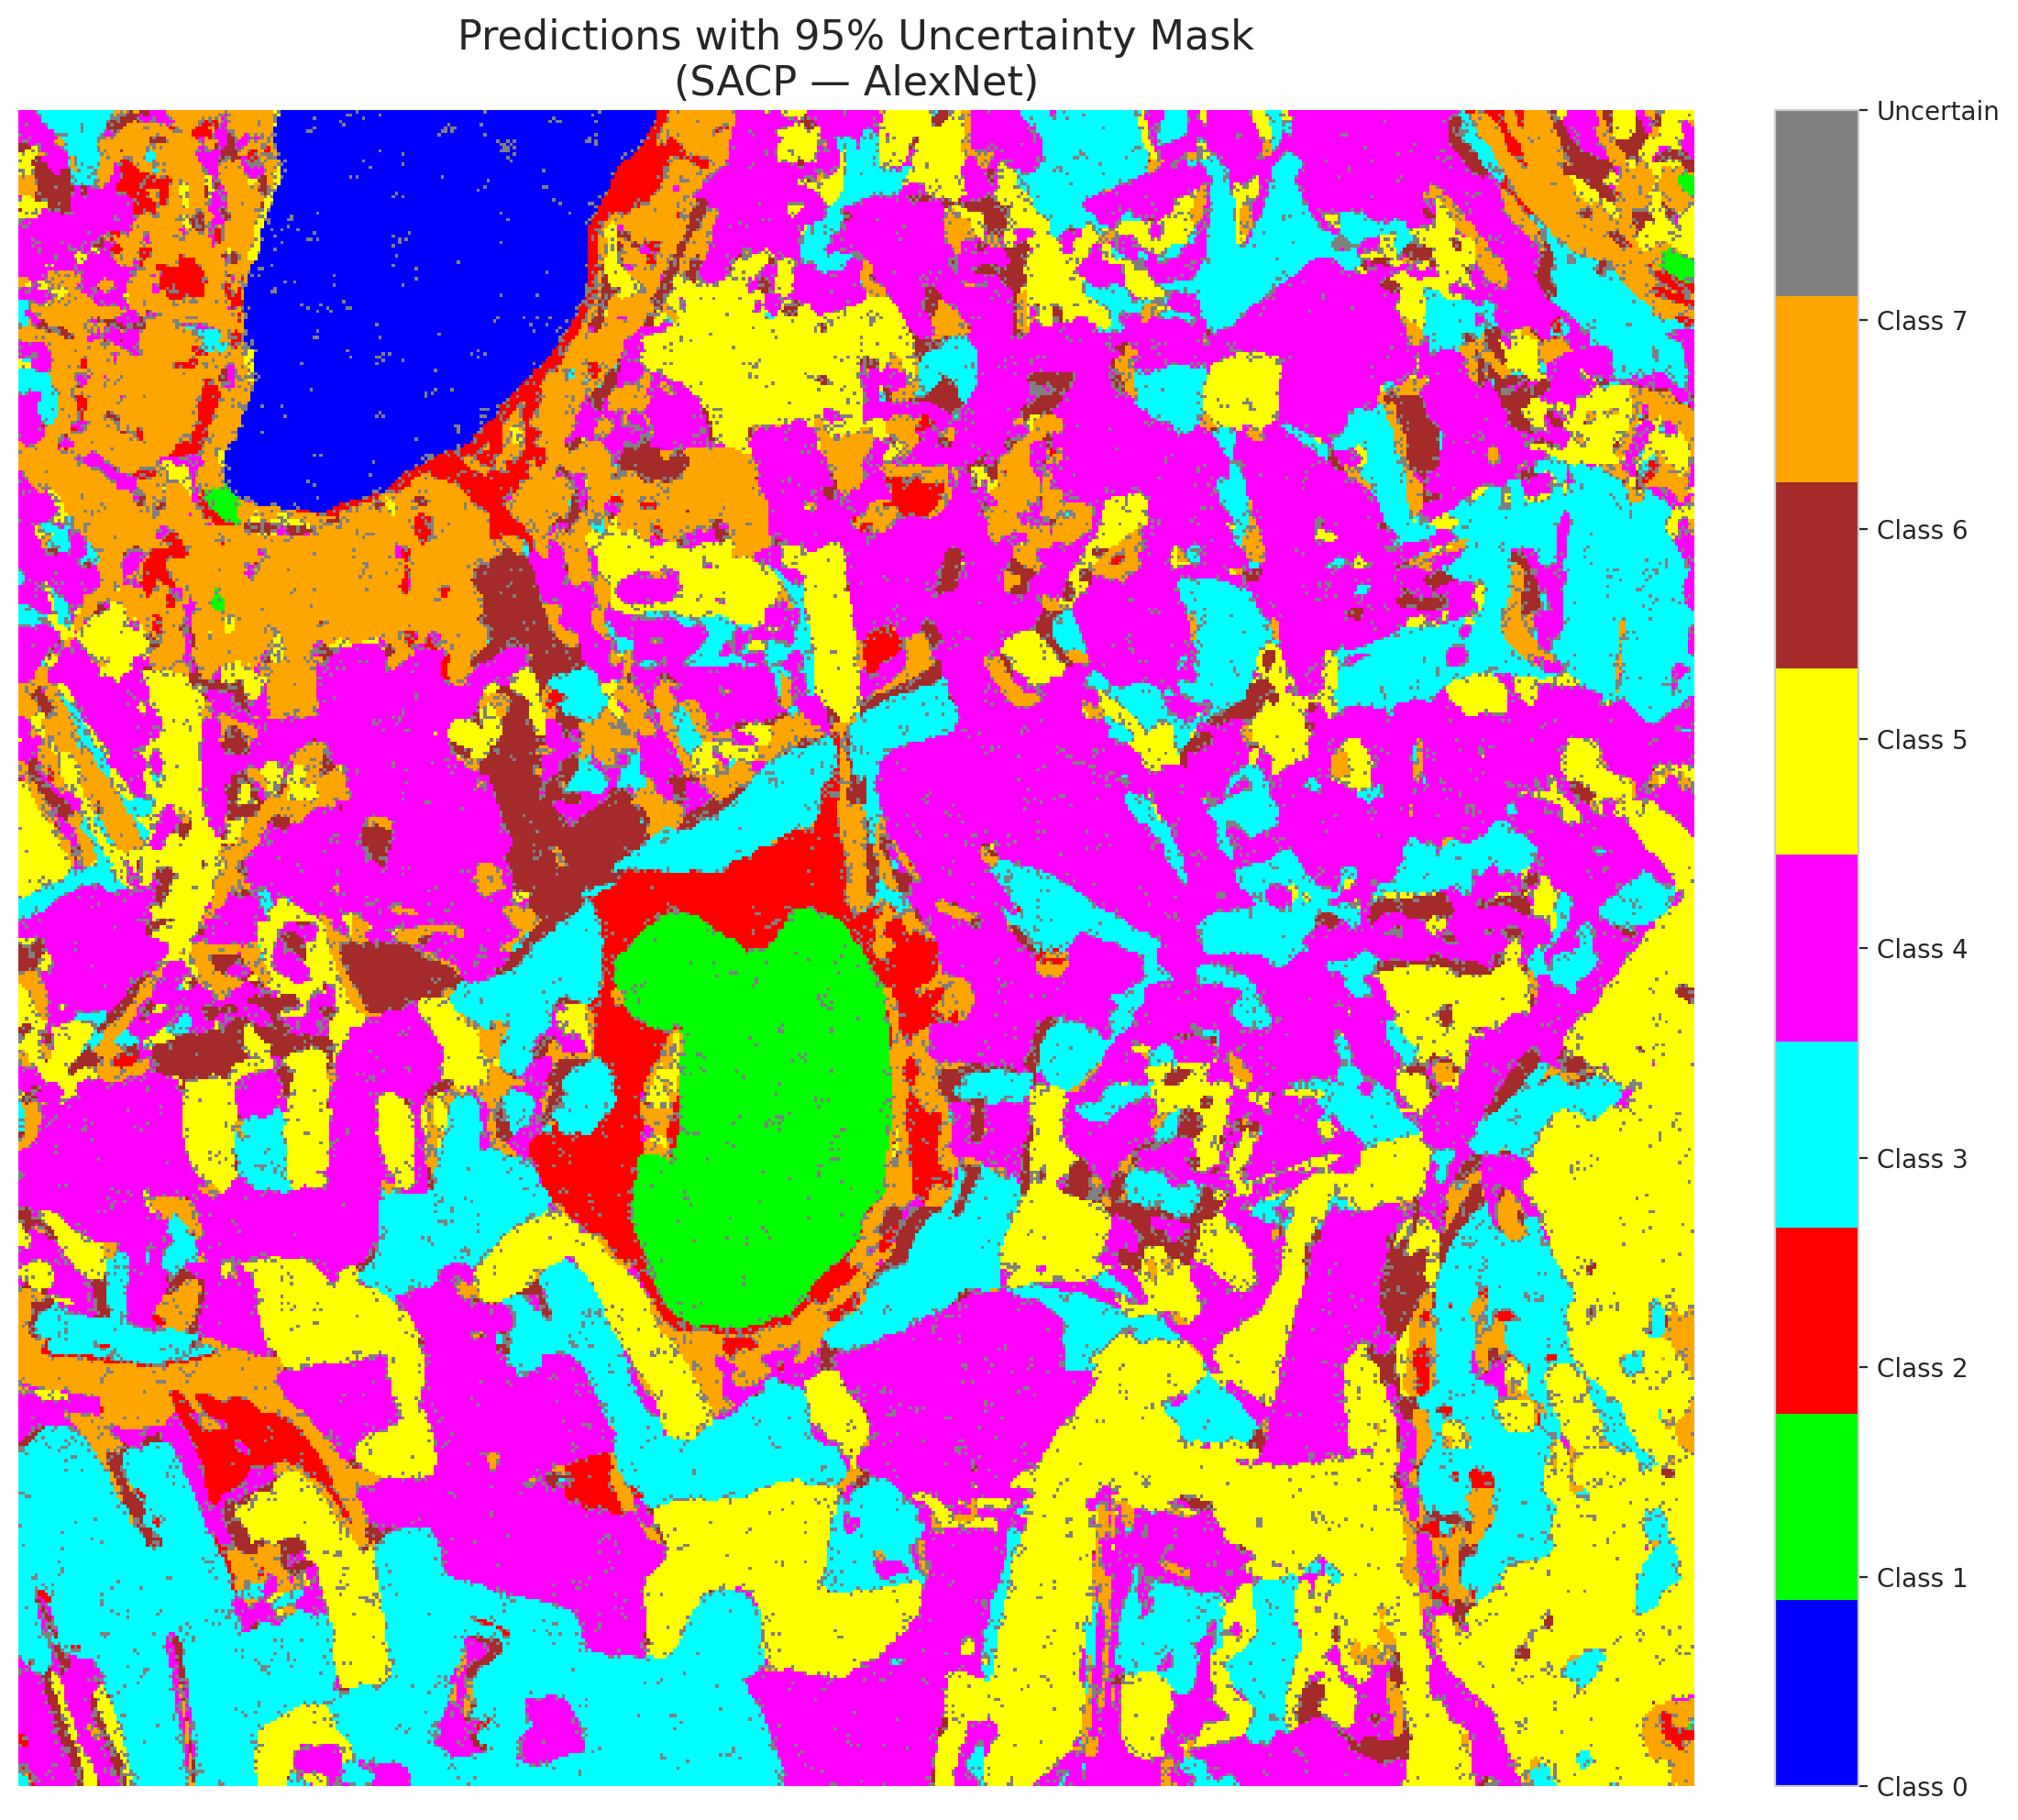 Predictions with 95% Uncertainty Mask
(SACP — AlexNet)
Uncertain
Class 7
Class 6
Class 5
Class 4
Class 3
Class 2
Class 1
Class 0